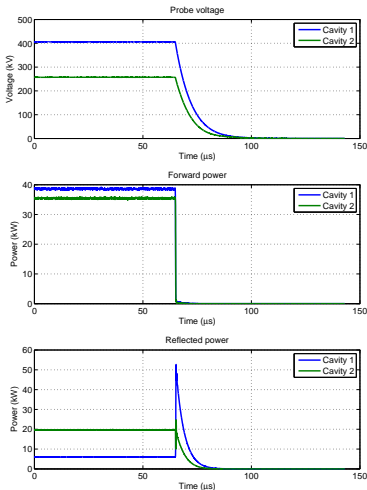 Probe voltage
500
400
300
200
100
0
Voltage (kV)
Cavity 1
Cavity 2
0
50
100
150
Time (µs)
Forward power
40
30
20
10
0
Power (kW)
Cavity 1
Cavity 2
0
50
100
150
Time (µs)
Reflected power
60
50
40
30
20
10
0
Power (kW)
Cavity 1
Cavity 2
0
50
100
150
Time (µs)